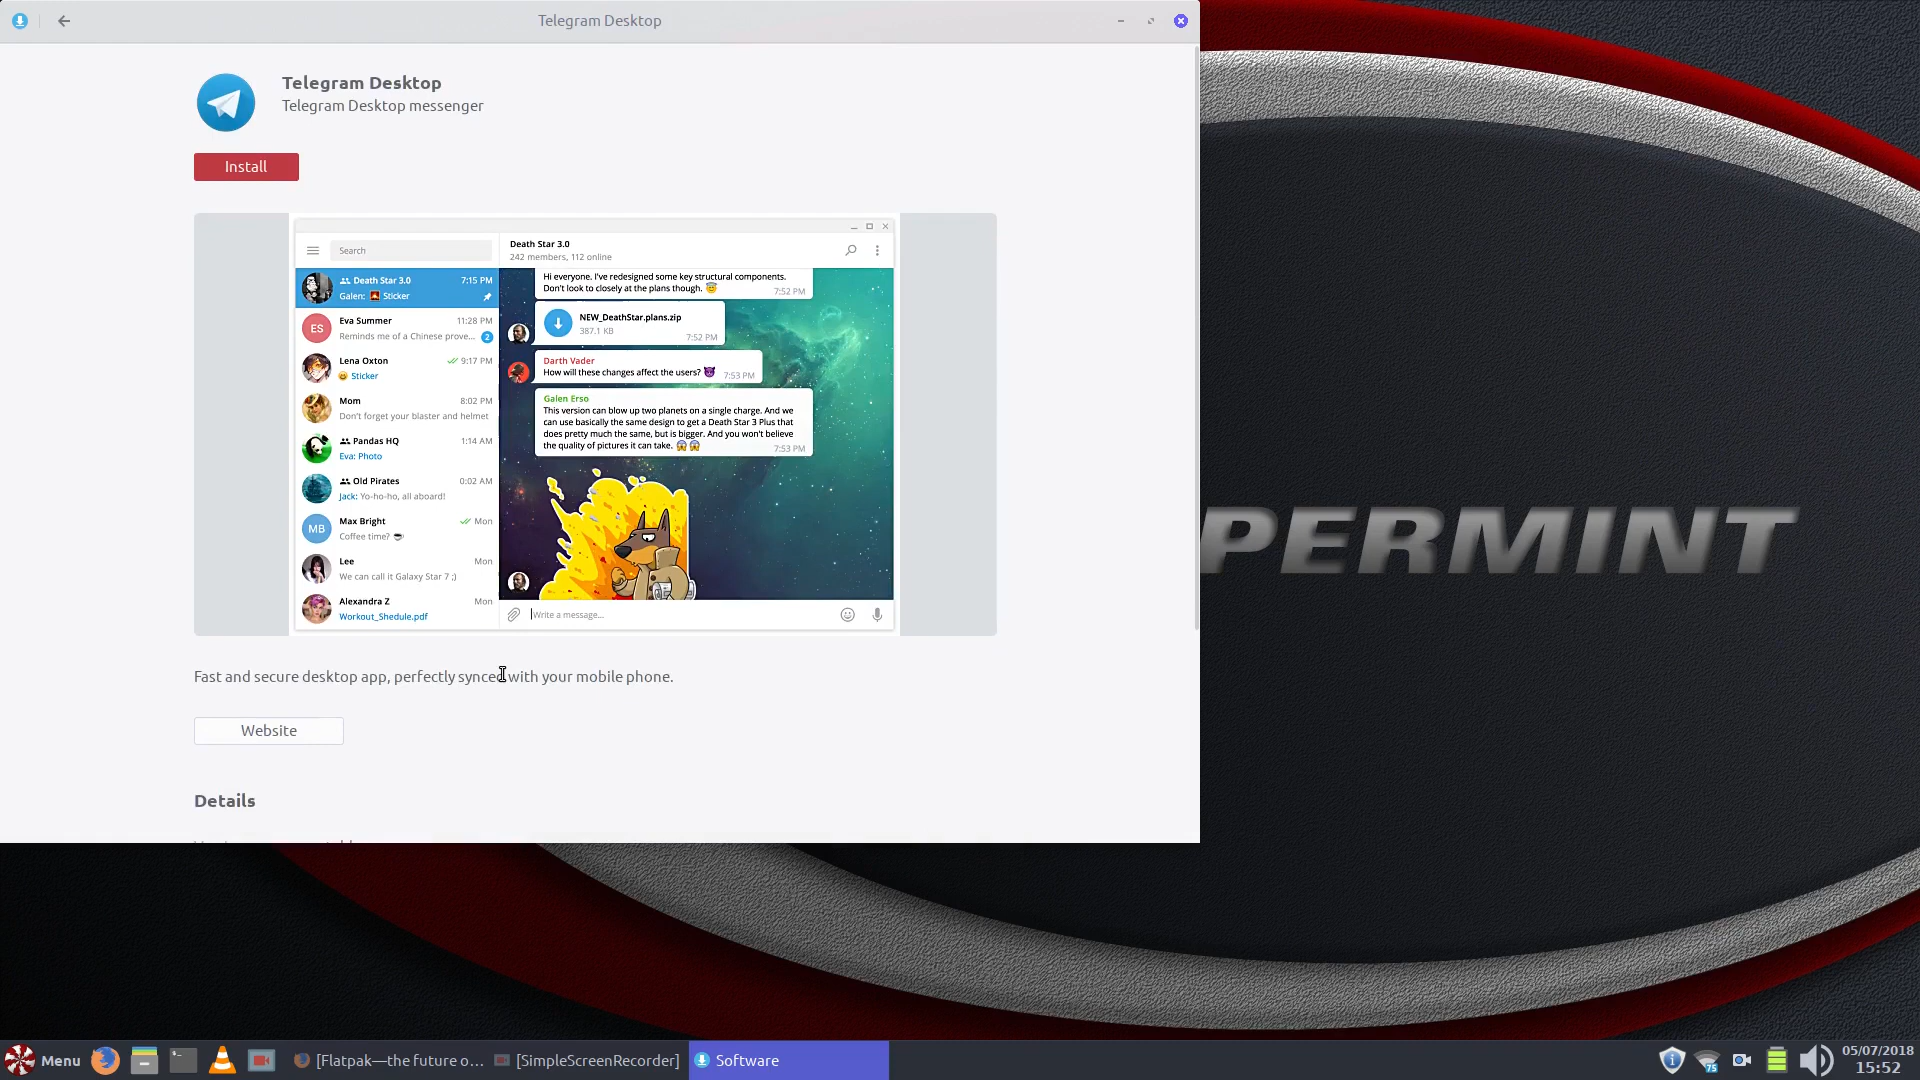 Telegram Desktop
Telegram Desktop
Telegram Desktop messenger
Install
Search
Death Star 3.0
7:15 PM
Galen: Sticker
Eva Summer
11:28 PM
Reminds me of a Chinese prove...
2
ES
Lena Oxton
9:17 PM
Sticker
Mom
8:02 PM
Don't forget your blaster and helmet
Pandas HQ
1:14 AM
Eva: Photo
Old Pirates
0:02 AM
Jack: Yo-ho-ho, all aboard!
MB
Max Bright
Mon
Coffee time?
Lee
Mon
We can call it Galaxy Star 7 ;)
Alexandra Z
Mon
Workout_Shedule.pdf
Death Star 3.0
242 members, 112 online
Hi everyone. I've redesigned some key structural components.
Don't look to closely at the plans though.
7:52 PM
NEW_DeathStar.plans.zip
387.1 KB
7:52 PM
Darth Vader
How will these changes affect the users?
7:53 PM
Galen Erso
This version can blow up two planets on a single charge. And we
can use basically the same design to get a Death Star 3 Plus that
does pretty much the same, but is bigger. And you won't believe
the quality of pictures it can take.
7:53 PM
Write a message...
Fast and secure desktop app, perfectly synced with your mobile phone.
Website
Details
PERMINT
Menu
[Flatpak—the future o...
[SimpleScreenRecorder]
Software
75
05/07/2018
15:52